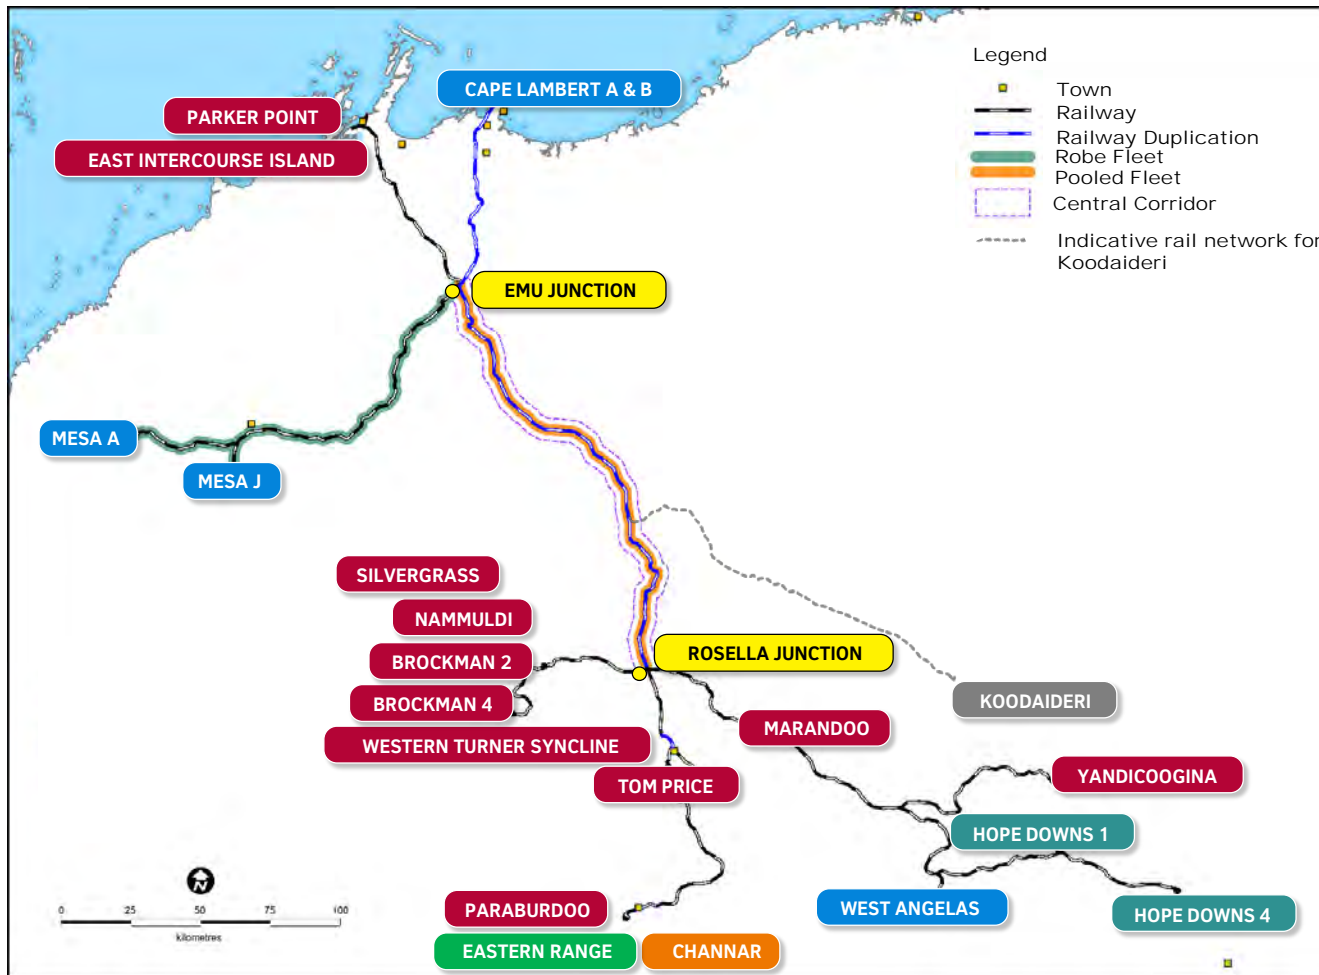 Legend
Town
Railway
Railway Duplication
Robe Fleet
Pooled Fleet
Central Corridor
Indicative rail network for
Koodaideri
CAPE LAMBERT A & B
PARKER POINT
EAST INTERCOURSE ISLAND
EMU JUNCTION
MESA A
MESA J
SILVERGRASS
NAMMULDI
BROCKMAN 2
ROSELLA JUNCTION
BROCKMAN 4
KOODAIDERI
MARANDOO
WESTERN TURNER SYNCLINE
TOM PRICE
YANDICOOGINA
HOPE DOWNS 1
N
0 25 50 75 100
kilometres
PARABURDOO
WEST ANGELAS
HOPE DOWNS 4
EASTERN RANGE
CHANNAR